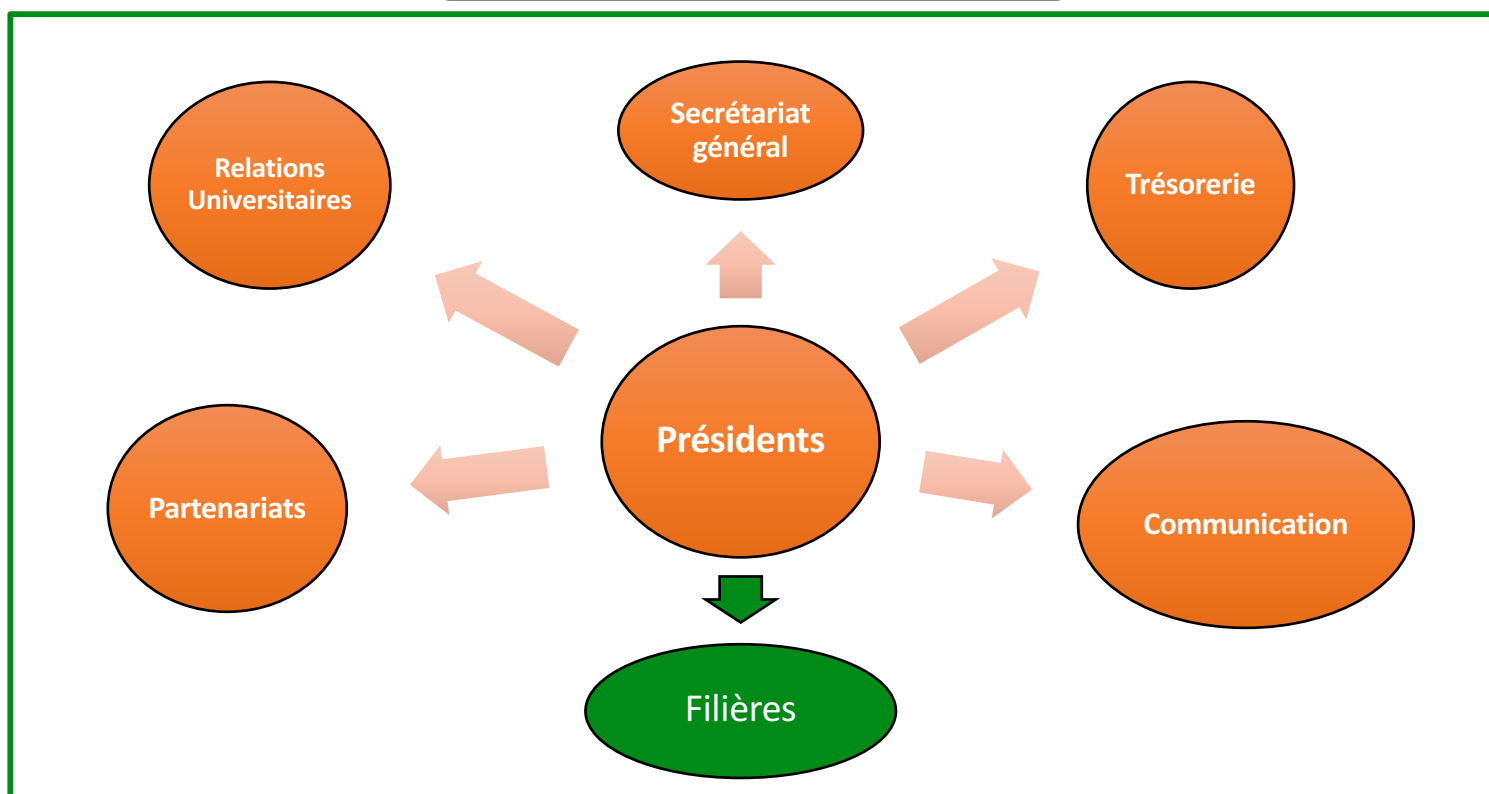 Secrétariat
général
Relations
Universitaires
Trésorerie
Présidents
Partenariats
Communication
Filières